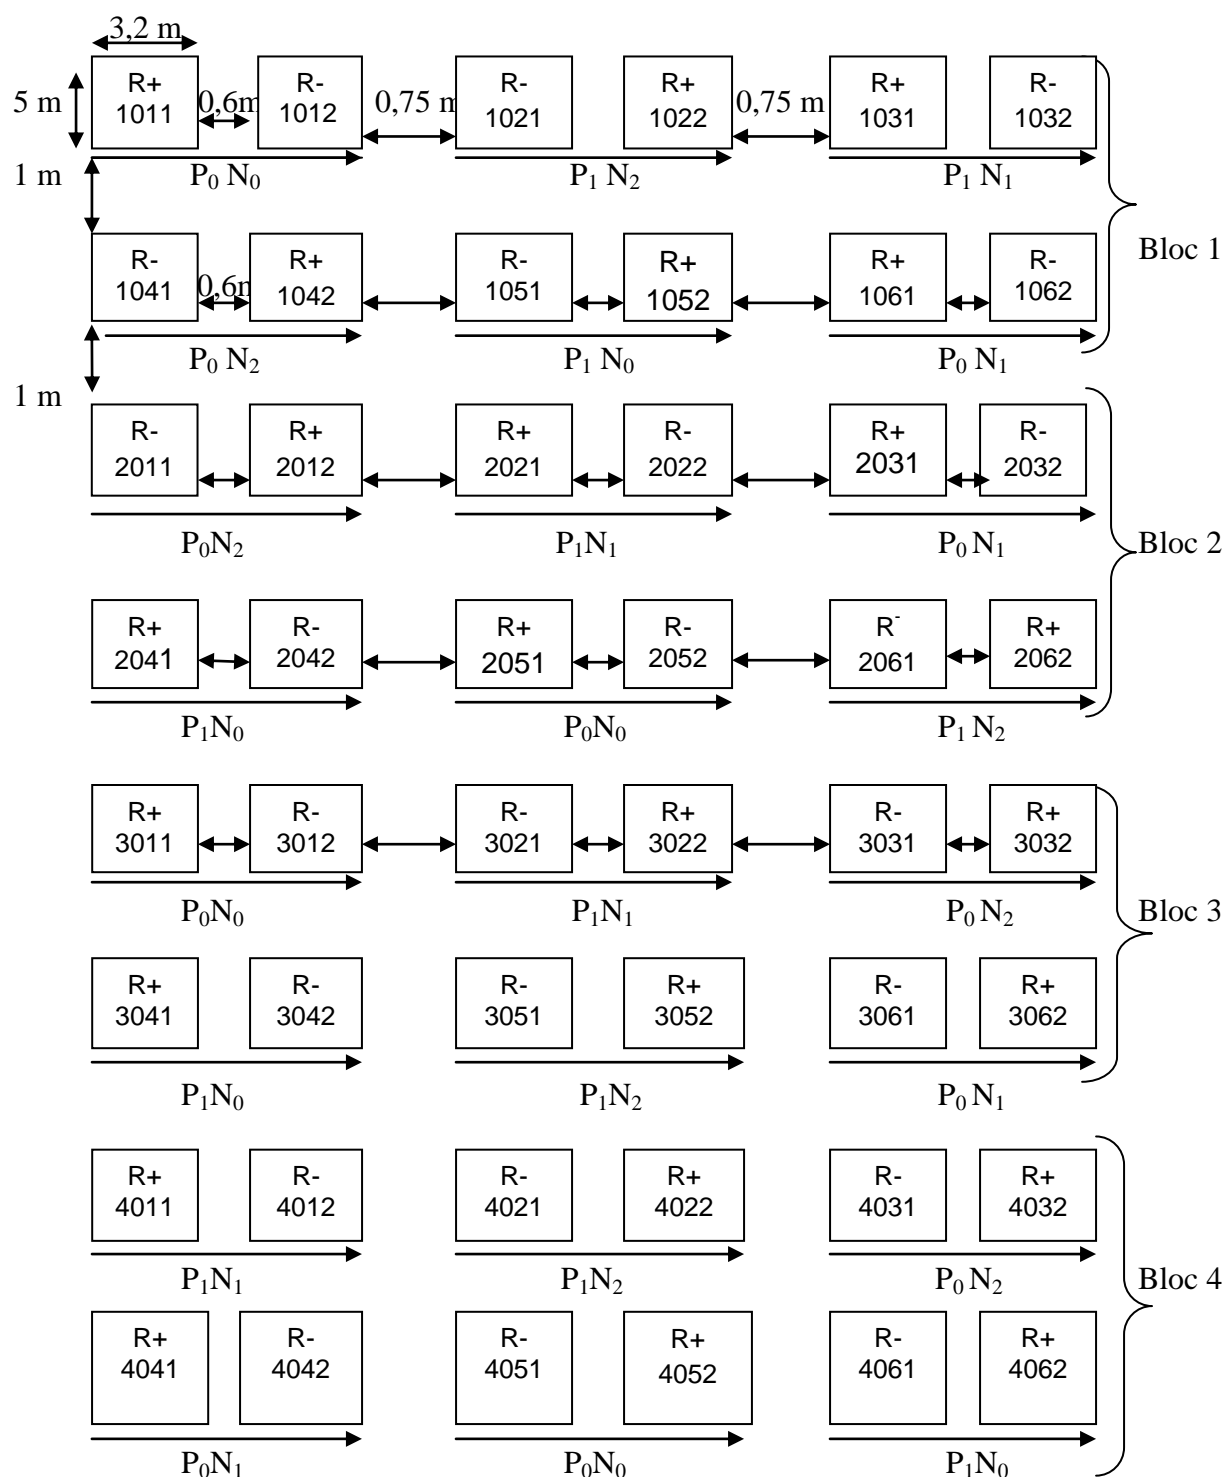 3,2 m
R+ R- R- R+ R+ R-
5 m 1011 0,6m 1012 0,75 m 1021 1022 0,75 m 1031 1032
1 m P₀ N₀ P₁ N₂ P₁ N₁
R- R+ R- R+ R+ R- Bloc 1
1041 0,6m 1042 1051 1052 1061 1062
P₀ N₂ P₁ N₀ P₀ N₁
1 m
R- R+ R+ R- R+ R-
2011 2012 2021 2022 2031 2032
P₀N₂ P₁N₁ P₀ N₁ Bloc 2
R+ R- R+ R- R⁻ R+
2041 2042 2051 2052 2061 2062
P₁N₀ P₀N₀ P₁ N₂
R+ R- R- R+ R- R+
3011 3012 3021 3022 3031 3032
P₀N₀ P₁N₁ P₀ N₂ Bloc 3
R+ R- R- R+ R- R+
3041 3042 3051 3052 3061 3062
P₁N₀ P₁N₂ P₀ N₁
R+ R- R- R+ R- R+
4011 4012 4021 4022 4031 4032
P₁N₁ P₁N₂ P₀ N₂ Bloc 4
R+ R- R- R+ R- R+
4041 4042 4051 4052 4061 4062
P₀N₁ P₀N₀ P₁N₀